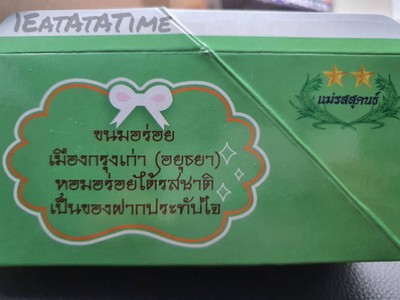 IEATATATIME
แม่รสสุคนธ์
ขนมอร่อย
เมืองกรุงเก่า (อยุธยา)
หอมอร่อยได้รสชาติ
เป็นของฝากประทับใจ